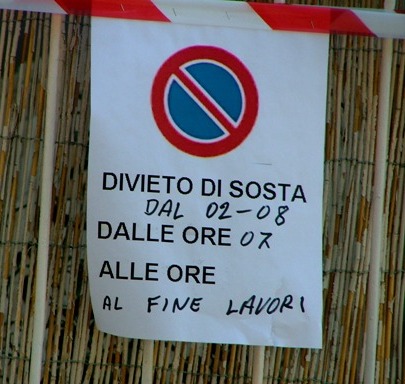 DIVIETO DI SOSTA
DAL 02-08
DALLE ORE 07
ALLE ORE
AL FINE LAVORI